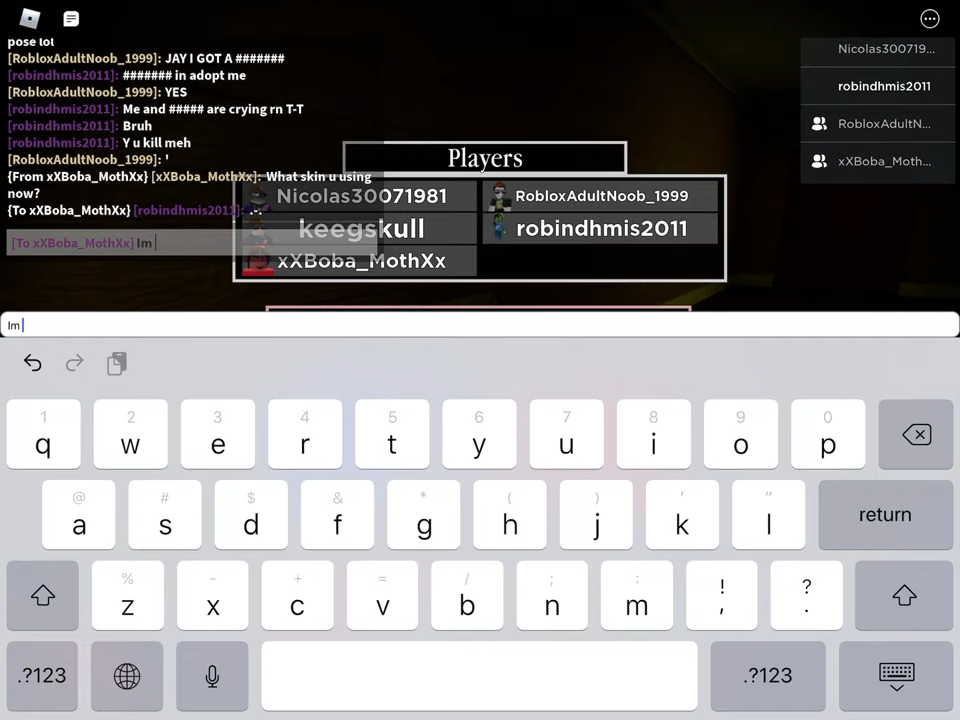 pose lol
[RobloxAdultNoob_1999]: JAY I GOT A #######
[robindhmis2011]: ####### in adopt me
[RobloxAdultNoob_1999]: YES
[robindhmis2011]: Me and ##### are crying rn T-T
[robindhmis2011]: Bruh
[robindhmis2011]: Y u kill meh
[RobloxAdultNoob_1999]: '
{From xXBoba_MothXx} [xXBoba_MothXx]: What skin u using
now?
{To xXBoba_MothXx} [robindhmis2011]: .-.
[To xXBoba_MothXx] Im
Nicolas300719...
robindhmis2011
RobloxAdultN...
xXBoba_Moth...
Players
Nicolas30071981
RobloxAdultNoob_1999
keegskull
robindhmis2011
xXBoba_MothXx
Im
1 2 3 4 5 6 7 8 9 0
q w e r t y u i o p
@ # $ & * ( ) ' "
a s d f g h j k l return
% - + = / ; : ! ?
z x c v b n m , .
.?123 .?123